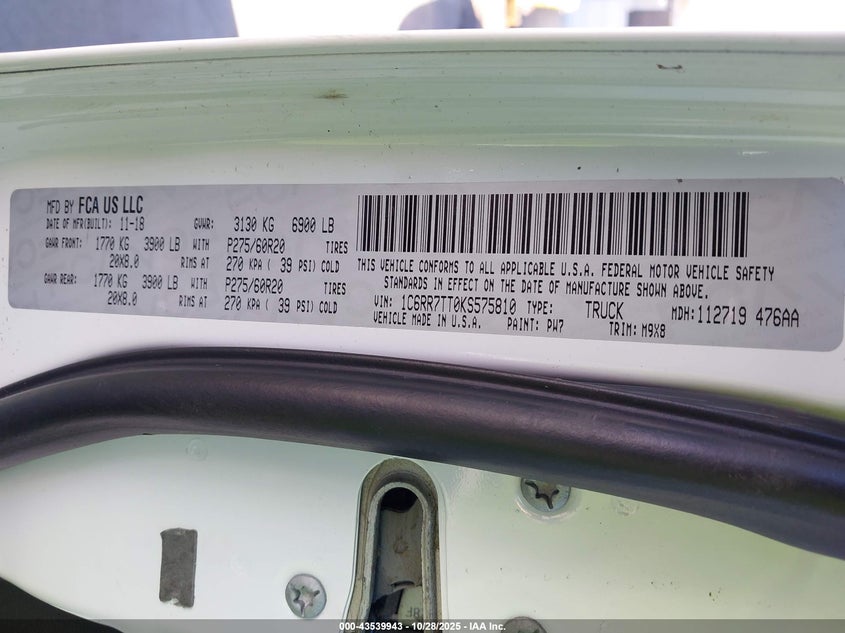 MFD BY FCA US LLC
DATE OF MFR(BUILT): 11-18 GVWR: 3130 KG 6900 LB
GAWR FRONT: 1770 KG 3900 LB WITH P275/60R20 TIRES
20X8.0 RIMS AT 270 KPA ( 39 PSI) COLD
GAWR REAR: 1770 KG 3900 LB WITH P275/60R20 TIRES
20X8.0 RIMS AT 270 KPA ( 39 PSI) COLD
THIS VEHICLE CONFORMS TO ALL APPLICABLE U.S.A. FEDERAL MOTOR VEHICLE SAFETY
STANDARDS IN EFFECT ON THE DATE OF MANUFACTURE SHOWN ABOVE.
VIN: 1C6RR7TT0KS575810 TYPE: TRUCK MDH: 112719 476AA
VEHICLE MADE IN U.S.A. PAINT: PW7 TRIM: M9X8
000-43539943 | 10/28/2025 - IAA Inc.